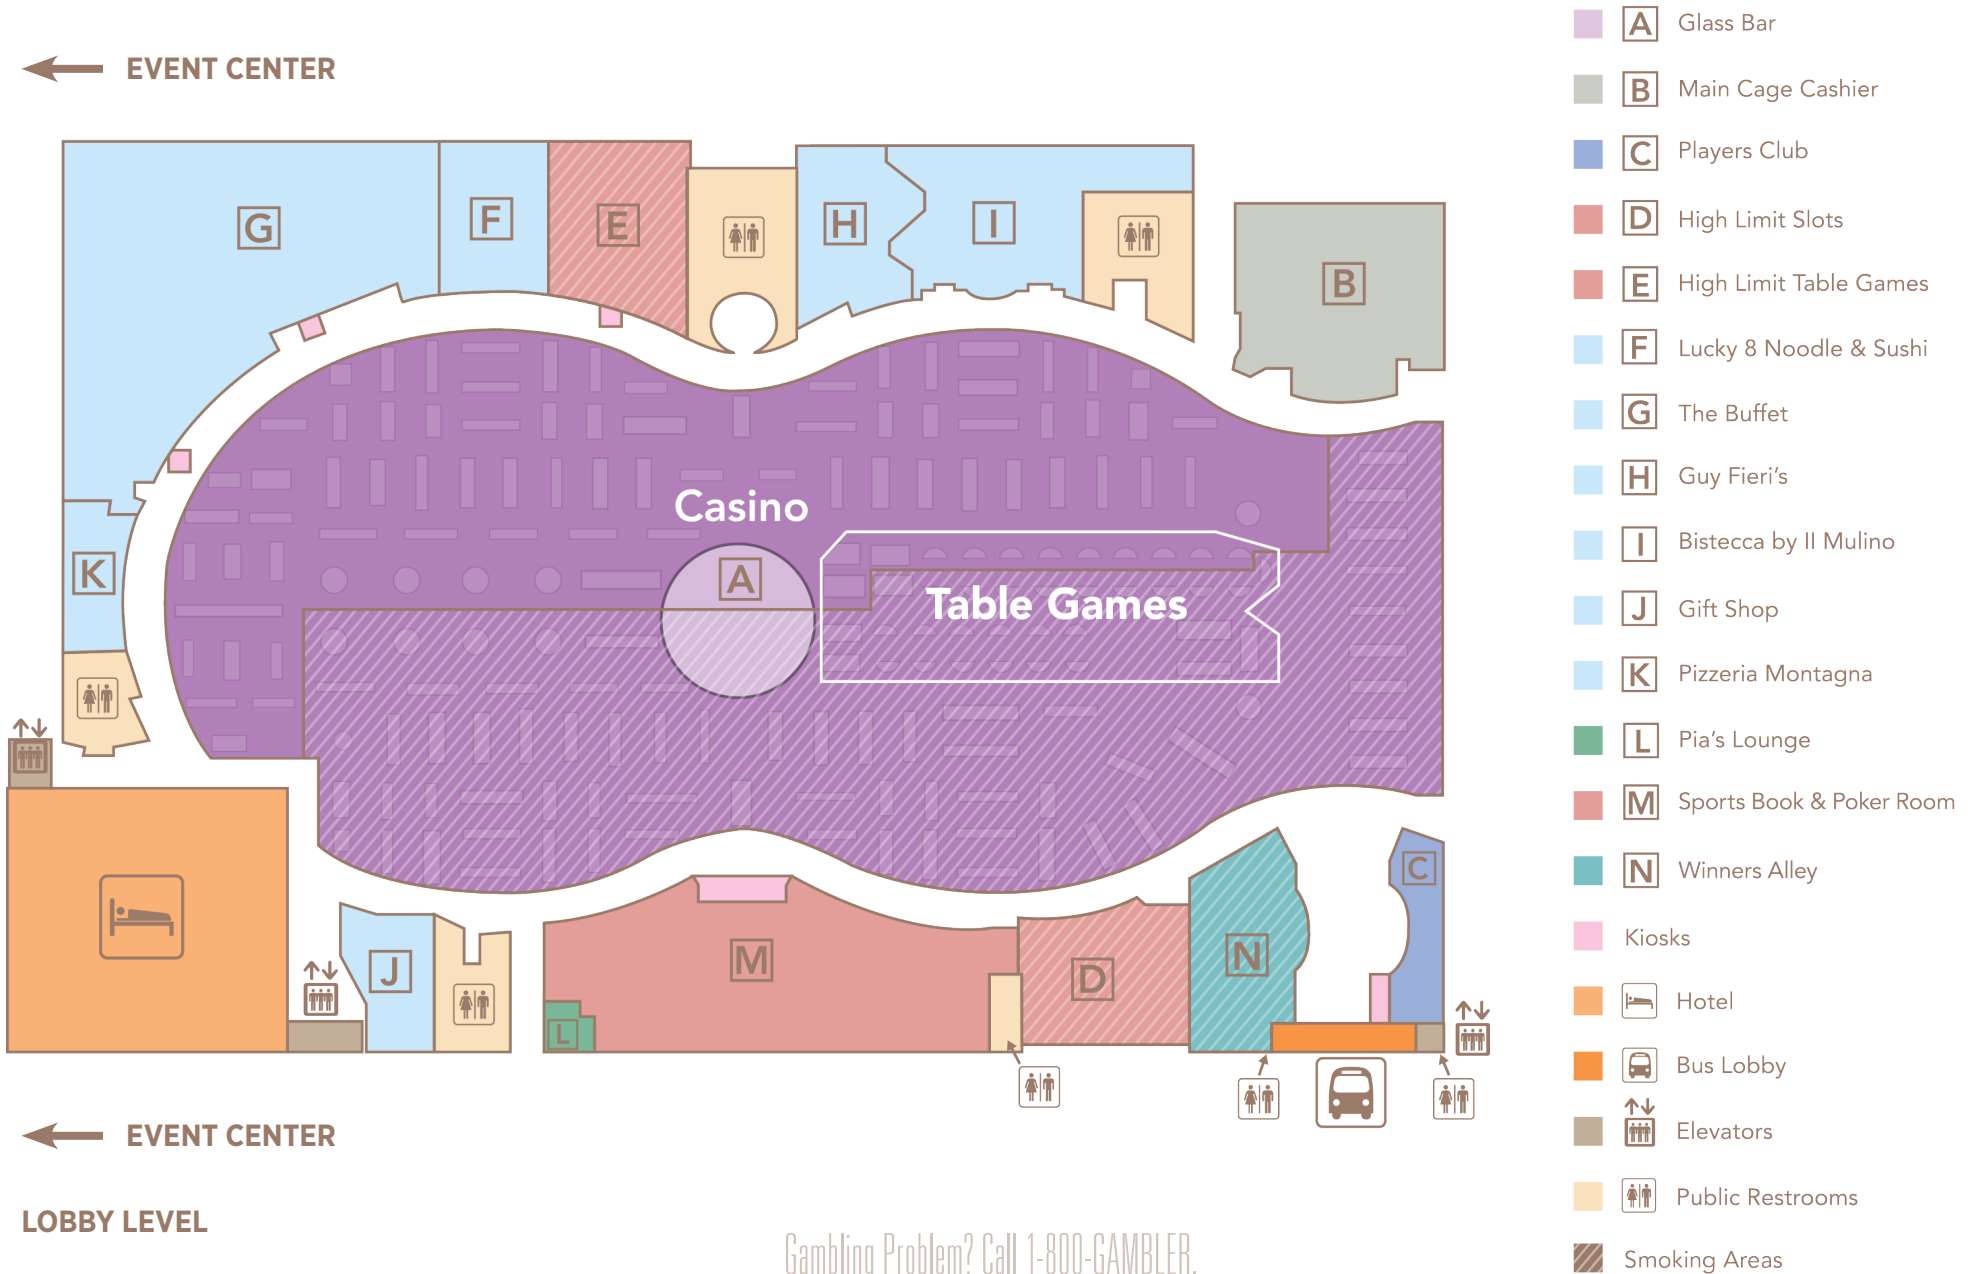 EVENT CENTER
G
F
E
H
I
B
K
Casino
A
Table Games
J
M
L
D
N
C
EVENT CENTER
LOBBY LEVEL
Gambling Problem? Call 1-800-GAMBLER.
A Glass Bar
B Main Cage Cashier
C Players Club
D High Limit Slots
E High Limit Table Games
F Lucky 8 Noodle & Sushi
G The Buffet
H Guy Fieri's
I Bistecca by Il Mulino
J Gift Shop
K Pizzeria Montagna
L Pia's Lounge
M Sports Book & Poker Room
N Winners Alley
Kiosks
Hotel
Bus Lobby
Elevators
Public Restrooms
Smoking Areas